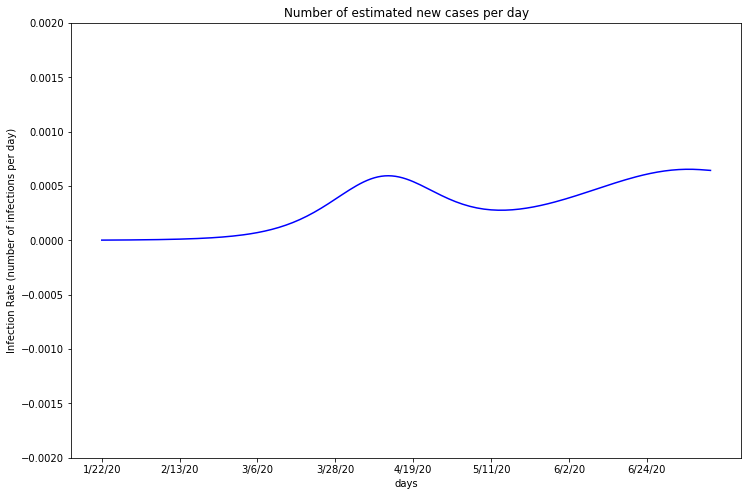 Number of estimated new cases per day
Infection Rate (number of infections per day)
0.0020
0.0015
0.0010
0.0005
0.0000
−0.0005
−0.0010
−0.0015
−0.0020
1/22/20 2/13/20 3/6/20 3/28/20 4/19/20 5/11/20 6/2/20 6/24/20
days